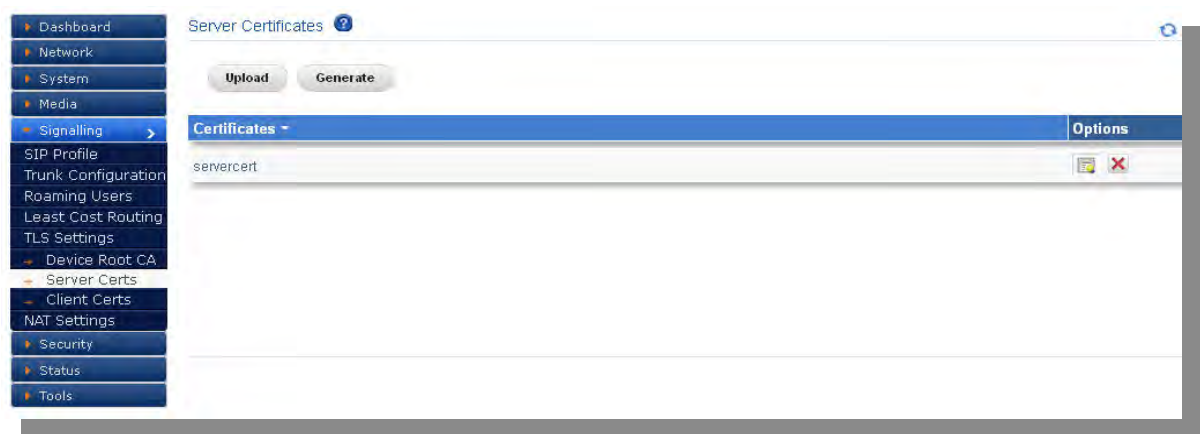 Dashboard
Network
System
Media
Signalling
SIP Profile
Trunk Configuration
Roaming Users
Least Cost Routing
TLS Settings
Device Root CA
Server Certs
Client Certs
NAT Settings
Security
Status
Tools
Server Certificates ?
Upload Generate
Certificates Options
servercert